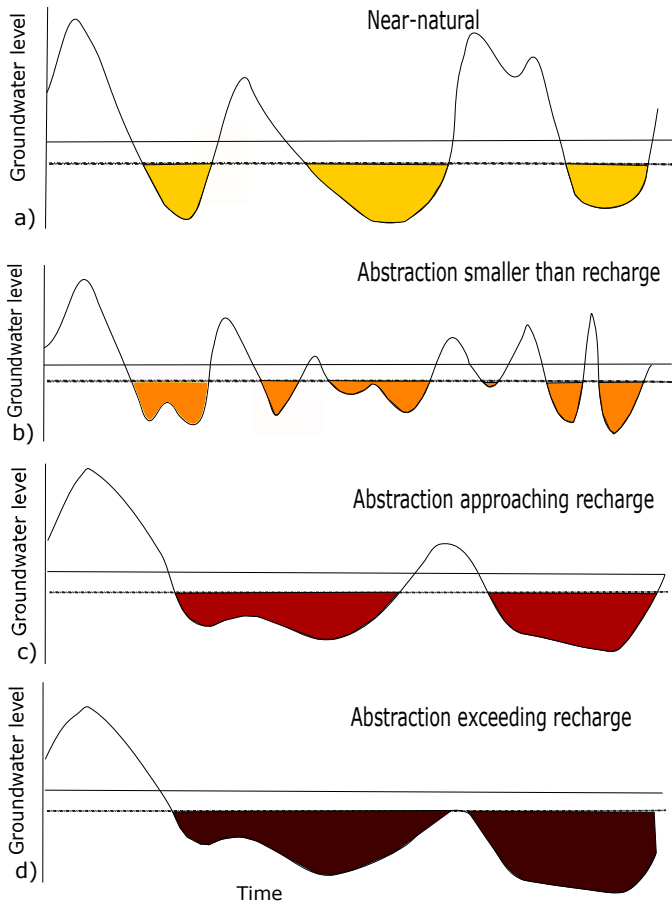 Near-natural
Groundwater level
a)
Abstraction smaller than recharge
Groundwater level
b)
Abstraction approaching recharge
Groundwater level
c)
Abstraction exceeding recharge
Groundwater level
d)
Time